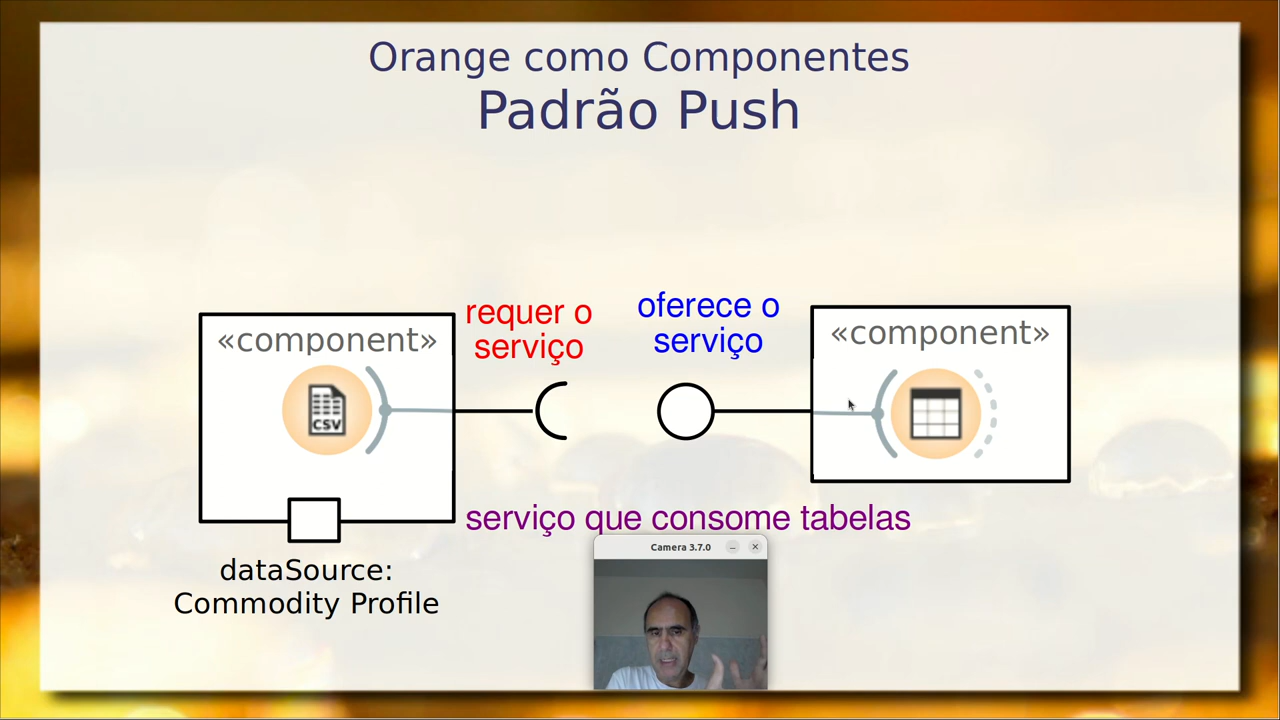 Orange como Componentes
Padrão Push
requer o
serviço
oferece o
serviço
«component»
«component»
CSV
serviço que consome tabelas
dataSource:
Commodity Profile
Camera 3.7.0